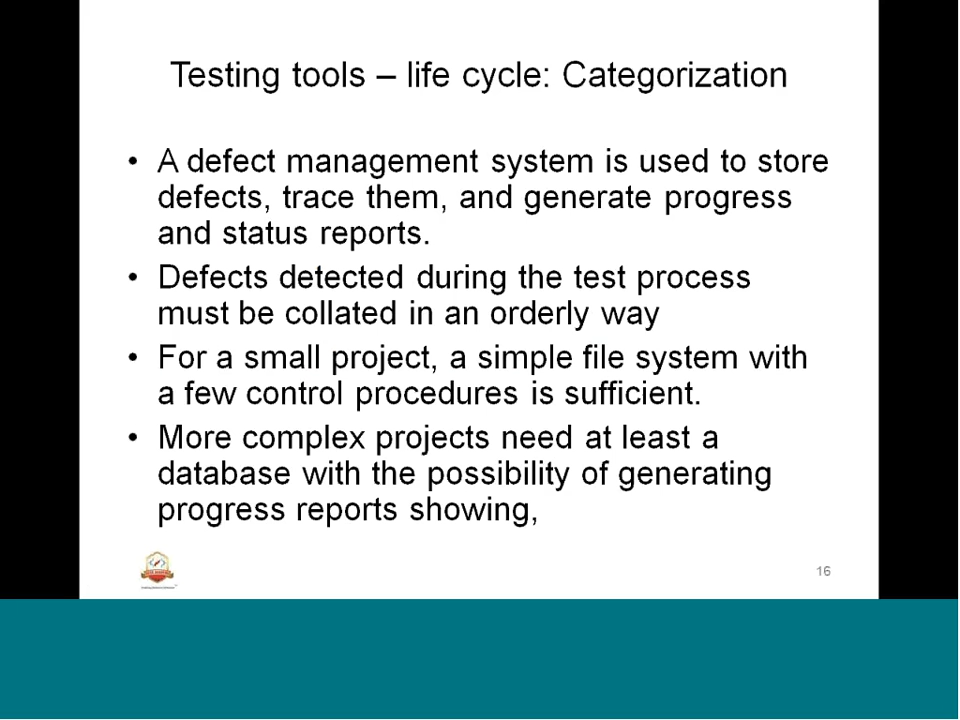 Testing tools – life cycle: Categorization
• A defect management system is used to store
defects, trace them, and generate progress
and status reports.
• Defects detected during the test process
must be collated in an orderly way
• For a small project, a simple file system with
a few control procedures is sufficient.
• More complex projects need at least a
database with the possibility of generating
progress reports showing,
16